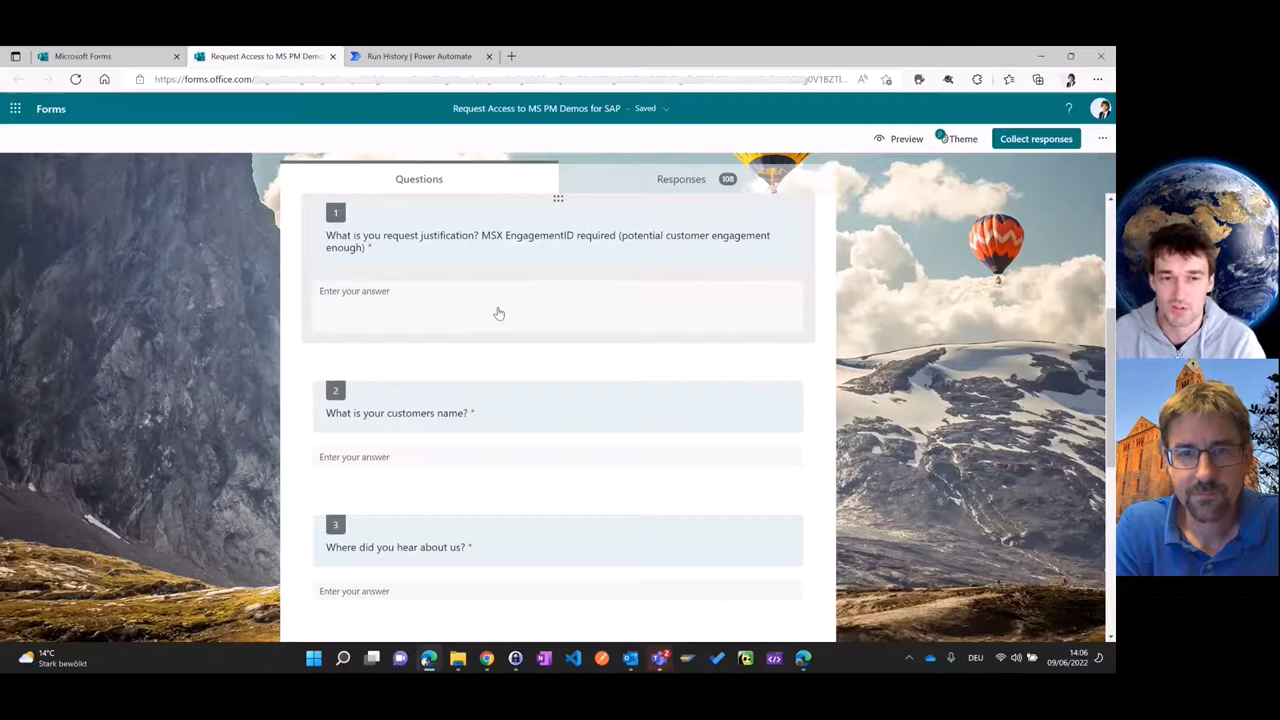 Microsoft Forms
Request Access to MS PM Demo
Run History | Power Automate
https://forms.office.com/
Forms
Request Access to MS PM Demos for SAP - Saved
?
Preview
Theme
Collect responses
Questions
Responses 108
1
What is you request justification? MSX EngagementID required (potential customer engagement
enough) *
Enter your answer
2
What is your customers name? *
Enter your answer
3
Where did you hear about us? *
Enter your answer
14°C
Stark bewölkt
2
DEU
14:06
09/06/2022